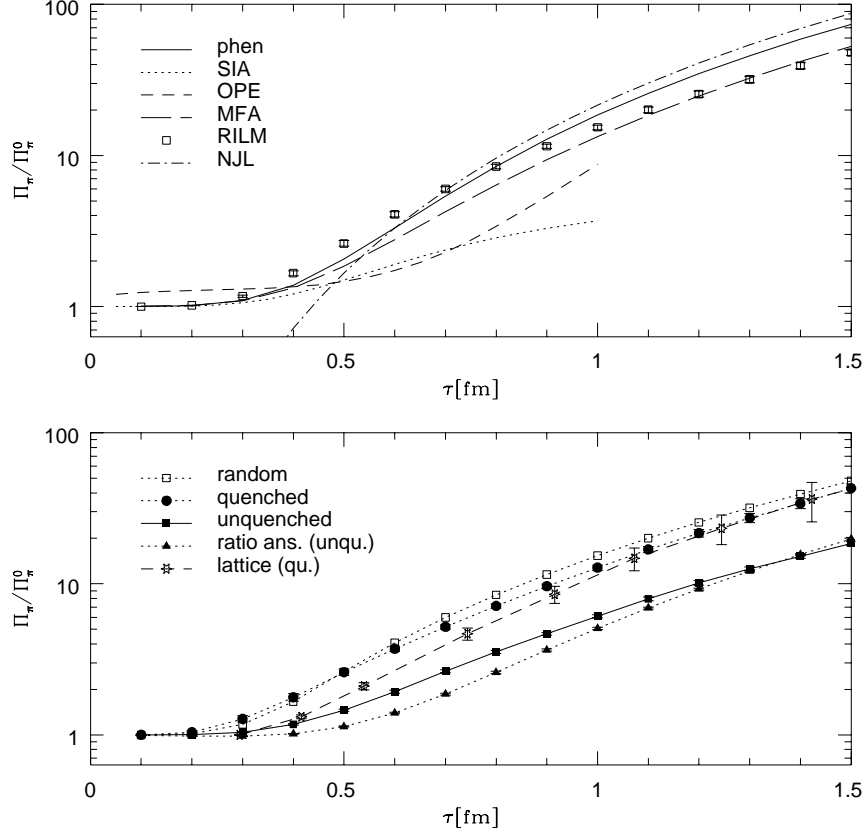 100
10
1
Π_π/Π_π^0
phen
SIA
OPE
MFA
RILM
NJL
0 0.5 1 1.5
τ[fm]
100
10
1
Π_π/Π_π^0
random
quenched
unquenched
ratio ans. (unqu.)
lattice (qu.)
0 0.5 1 1.5
τ[fm]